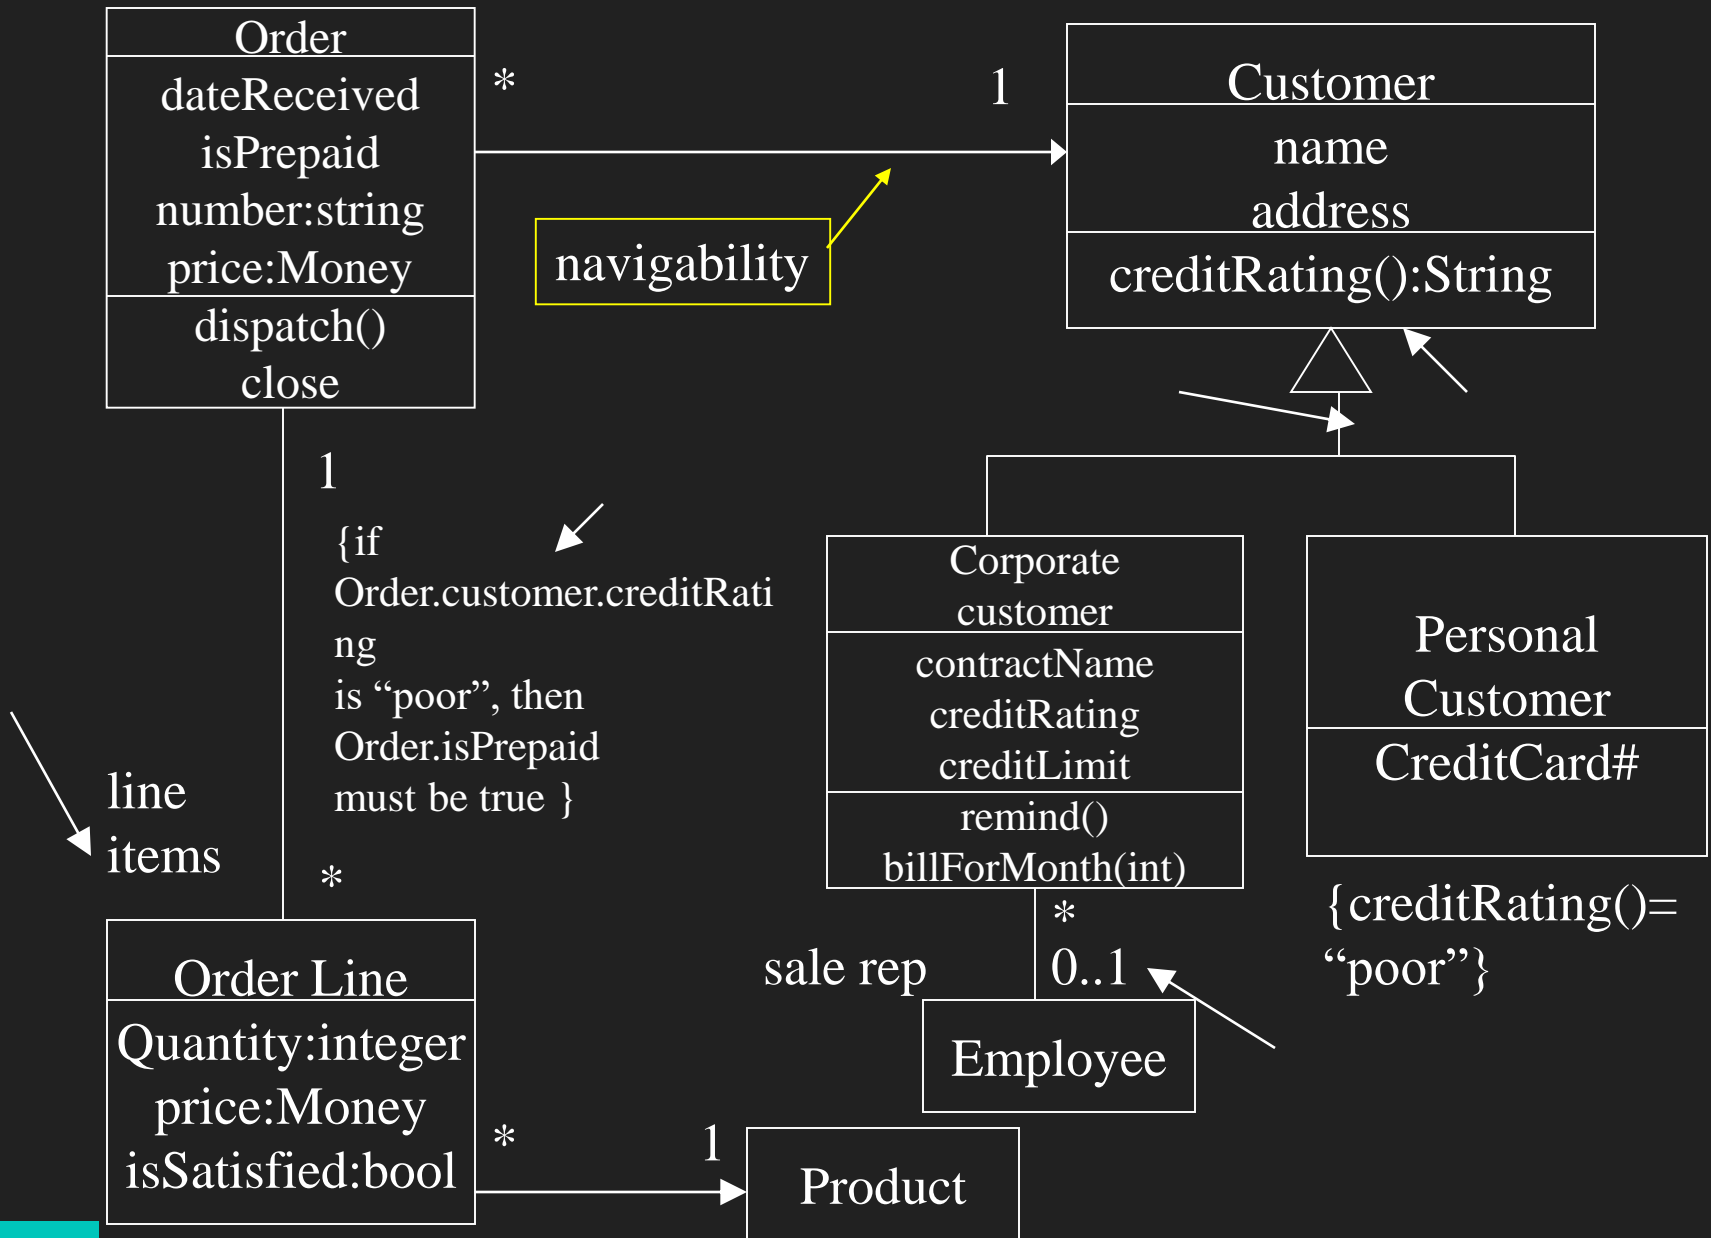 Order
dateReceived
isPrepaid
number:string
price:Money
dispatch()
close
*
1
navigability
Customer
name
address
creditRating():String
1
{if
Order.customer.creditRati
ng
is “poor”, then
Order.isPrepaid
must be true }
line
items
*
Corporate
customer
contractName
creditRating
creditLimit
remind()
billForMonth(int)
Personal
Customer
CreditCard#
{creditRating()=
“poor”}
*
sale rep
0..1
Employee
Order Line
Quantity:integer
price:Money
isSatisfied:bool
*
1
Product